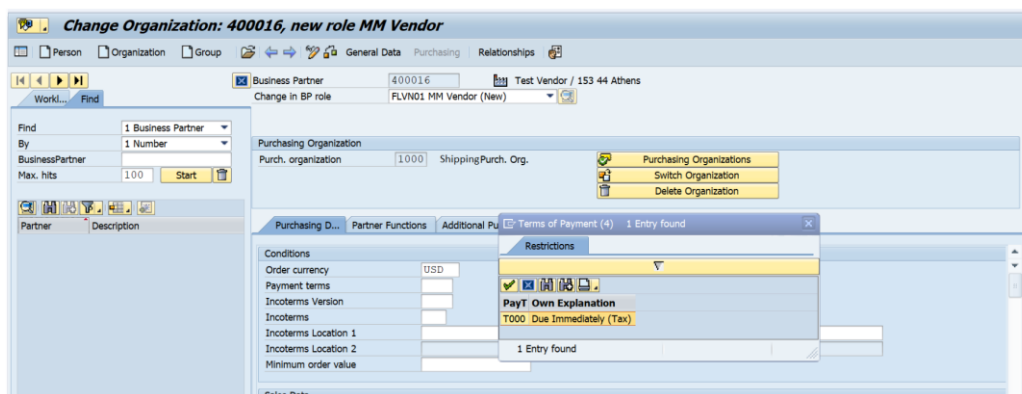 Change Organization: 400016, new role MM Vendor
Person Organization Group General Data Purchasing Relationships
Business Partner 400016 Test Vendor / 153 44 Athens
Workl... Find
Change in BP role FLVN01 MM Vendor (New)
Find 1 Business Partner
By 1 Number
BusinessPartner
Max. hits 100 Start
Partner Description
Purchasing Organization
Purch. organization 1000 ShippingPurch. Org. Purchasing Organizations
Switch Organization
Delete Organization
Purchasing D... Partner Functions Additional Pu
Conditions
Order currency USD
Payment terms
Incoterms Version
Incoterms
Incoterms Location 1
Incoterms Location 2
Minimum order value
Terms of Payment (4) 1 Entry found
Restrictions
PayT Own Explanation
T000 Due Immediately (Tax)
1 Entry found